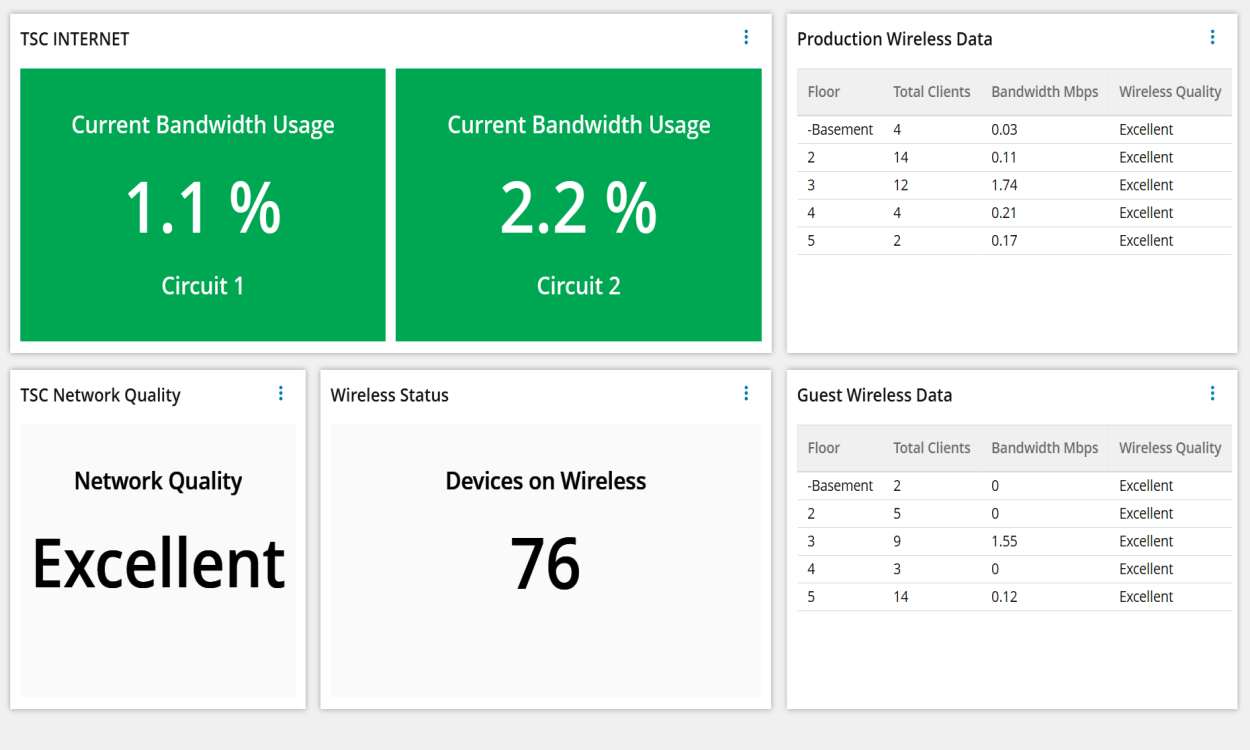 TSC INTERNET
Current Bandwidth Usage
1.1 %
Circuit 1
Current Bandwidth Usage
2.2 %
Circuit 2
Production Wireless Data
Floor Total Clients Bandwidth Mbps Wireless Quality
-Basement 4 0.03 Excellent
2 14 0.11 Excellent
3 12 1.74 Excellent
4 4 0.21 Excellent
5 2 0.17 Excellent
TSC Network Quality
Network Quality
Excellent
Wireless Status
Devices on Wireless
76
Guest Wireless Data
Floor Total Clients Bandwidth Mbps Wireless Quality
-Basement 2 0 Excellent
2 5 0 Excellent
3 9 1.55 Excellent
4 3 0 Excellent
5 14 0.12 Excellent